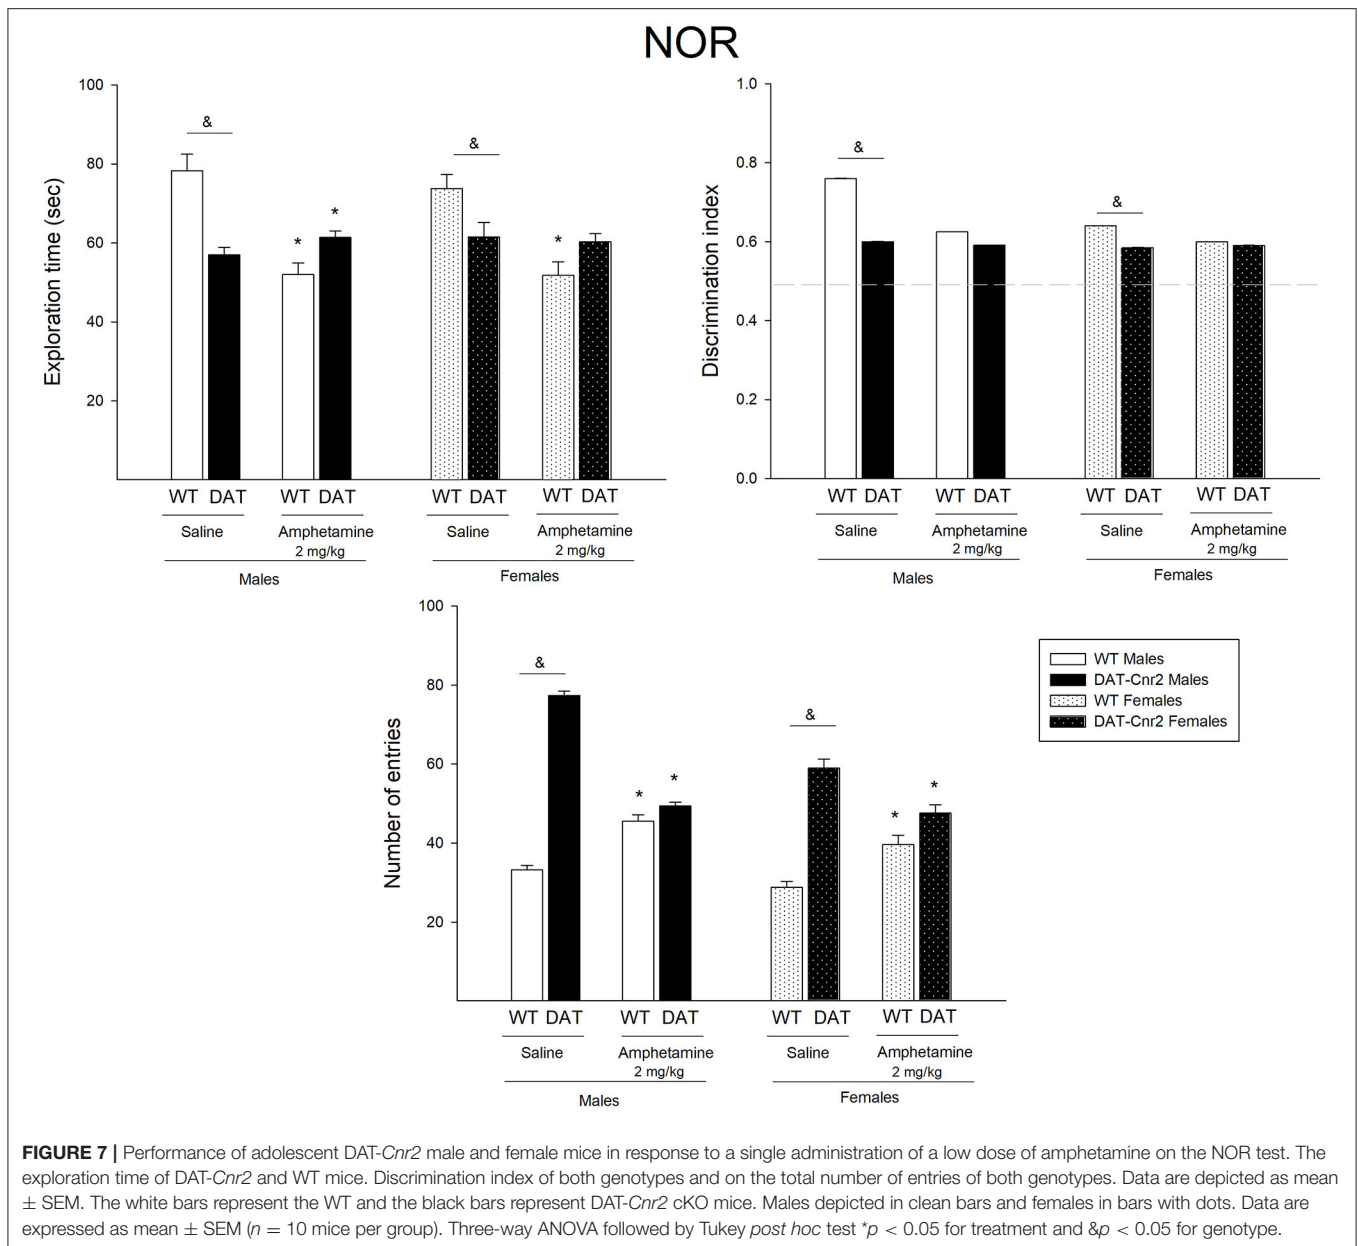 NOR
Exploration time (sec)
100
80
60
40
20
&
*
*
&
*
WT DAT WT DAT WT DAT WT DAT
Saline Amphetamine 2 mg/kg Saline Amphetamine 2 mg/kg
Males Females
Discrimination index
1.0
0.8
0.6
0.4
0.2
0.0
&
&
WT DAT WT DAT WT DAT WT DAT
Saline Amphetamine 2 mg/kg Saline Amphetamine 2 mg/kg
Males Females
Number of entries
100
80
60
40
20
&
*
*
&
*
*
WT DAT WT DAT WT DAT WT DAT
Saline Amphetamine 2 mg/kg Saline Amphetamine 2 mg/kg
Males Females
WT Males
DAT-Cnr2 Males
WT Females
DAT-Cnr2 Females
FIGURE 7 | Performance of adolescent DAT-Cnr2 male and female mice in response to a single administration of a low dose of amphetamine on the NOR test. The
exploration time of DAT-Cnr2 and WT mice. Discrimination index of both genotypes and on the total number of entries of both genotypes. Data are depicted as mean
± SEM. The white bars represent the WT and the black bars represent DAT-Cnr2 cKO mice. Males depicted in clean bars and females in bars with dots. Data are
expressed as mean ± SEM (n = 10 mice per group). Three-way ANOVA followed by Tukey post hoc test *p < 0.05 for treatment and &p < 0.05 for genotype.